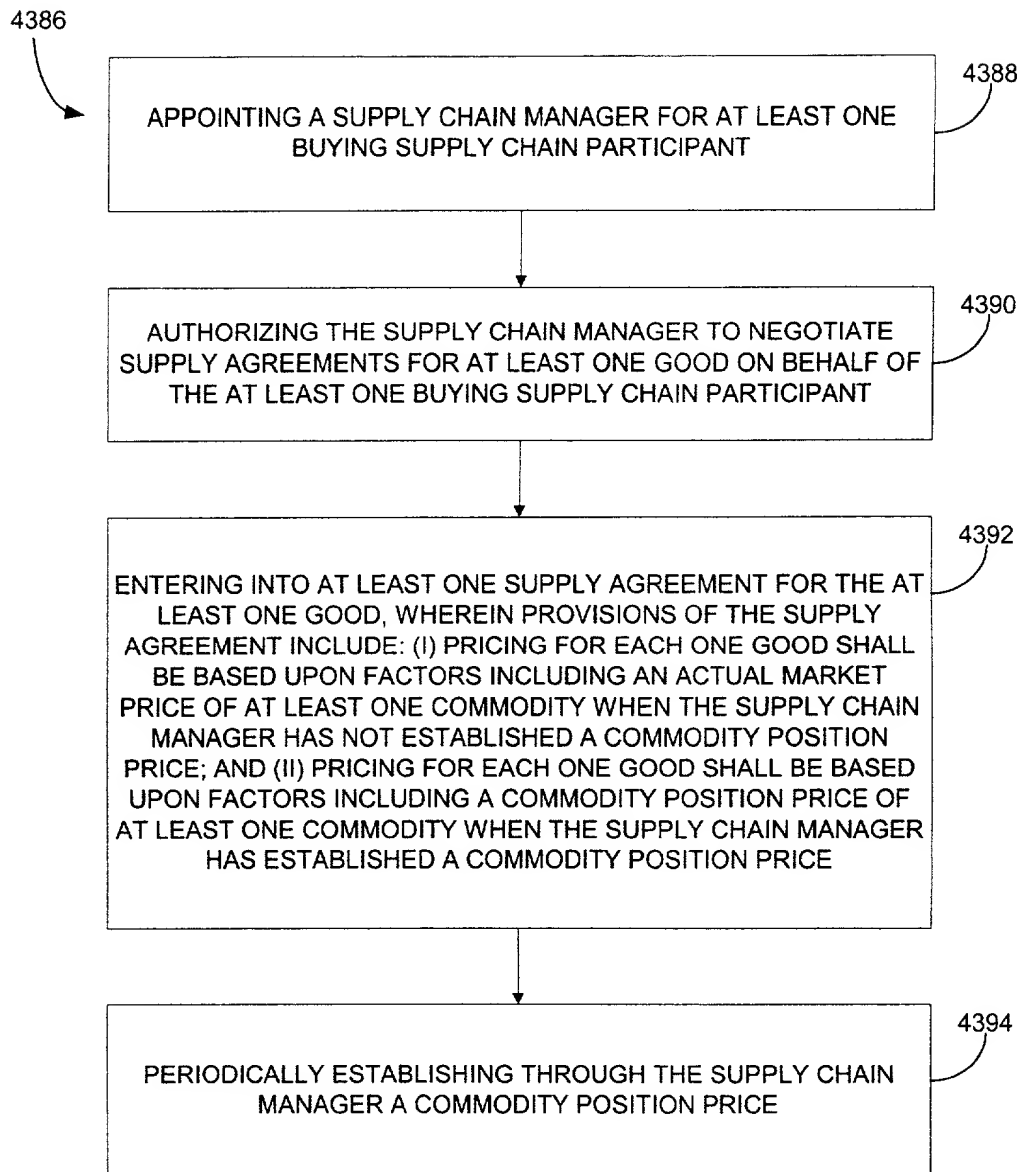 4386
4388
APPOINTING A SUPPLY CHAIN MANAGER FOR AT LEAST ONE
BUYING SUPPLY CHAIN PARTICIPANT
4390
AUTHORIZING THE SUPPLY CHAIN MANAGER TO NEGOTIATE
SUPPLY AGREEMENTS FOR AT LEAST ONE GOOD ON BEHALF OF
THE AT LEAST ONE BUYING SUPPLY CHAIN PARTICIPANT
4392
ENTERING INTO AT LEAST ONE SUPPLY AGREEMENT FOR THE AT
LEAST ONE GOOD, WHEREIN PROVISIONS OF THE SUPPLY
AGREEMENT INCLUDE: (I) PRICING FOR EACH ONE GOOD SHALL
BE BASED UPON FACTORS INCLUDING AN ACTUAL MARKET
PRICE OF AT LEAST ONE COMMODITY WHEN THE SUPPLY CHAIN
MANAGER HAS NOT ESTABLISHED A COMMODITY POSITION
PRICE; AND (II) PRICING FOR EACH ONE GOOD SHALL BE BASED
UPON FACTORS INCLUDING A COMMODITY POSITION PRICE OF
AT LEAST ONE COMMODITY WHEN THE SUPPLY CHAIN MANAGER
HAS ESTABLISHED A COMMODITY POSITION PRICE
4394
PERIODICALLY ESTABLISHING THROUGH THE SUPPLY CHAIN
MANAGER A COMMODITY POSITION PRICE